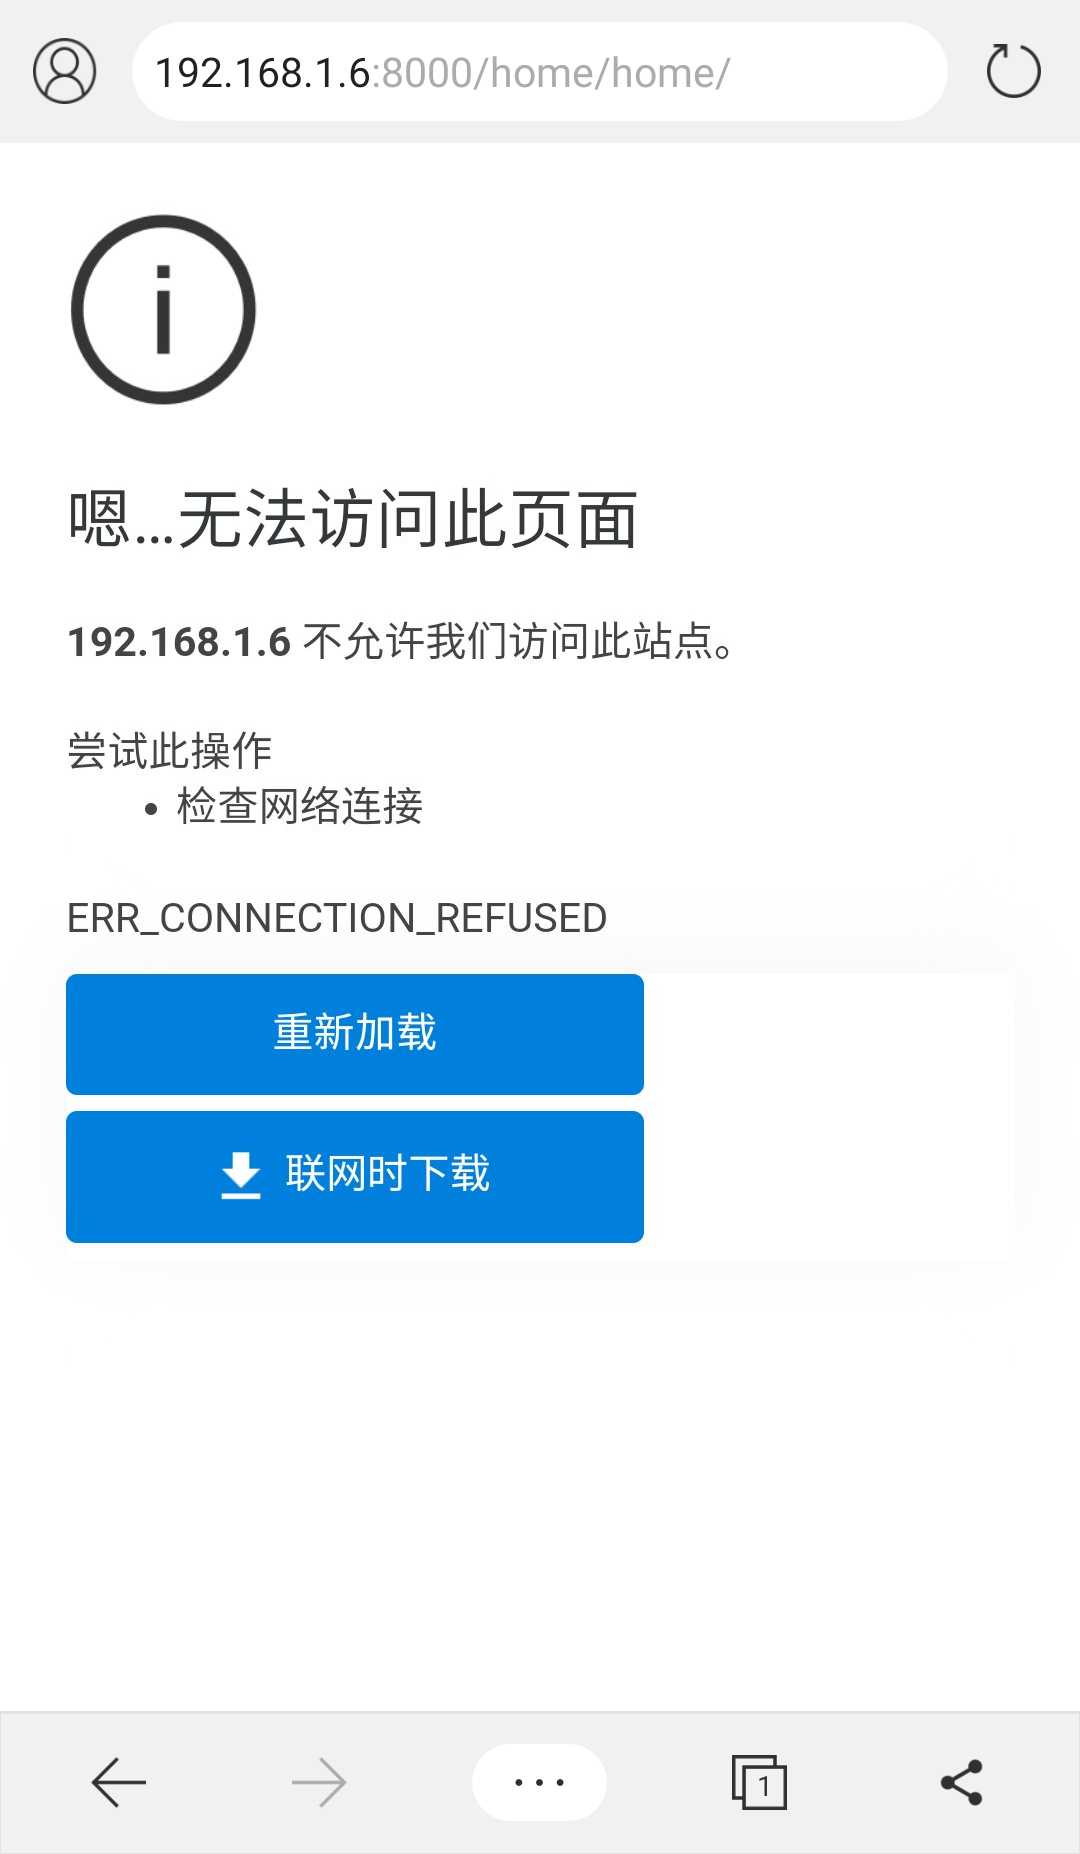 192.168.1.6:8000/home/home/
嗯...无法访问此页面
192.168.1.6 不允许我们访问此站点。
尝试此操作
• 检查网络连接
ERR_CONNECTION_REFUSED
重新加载
联网时下载
1